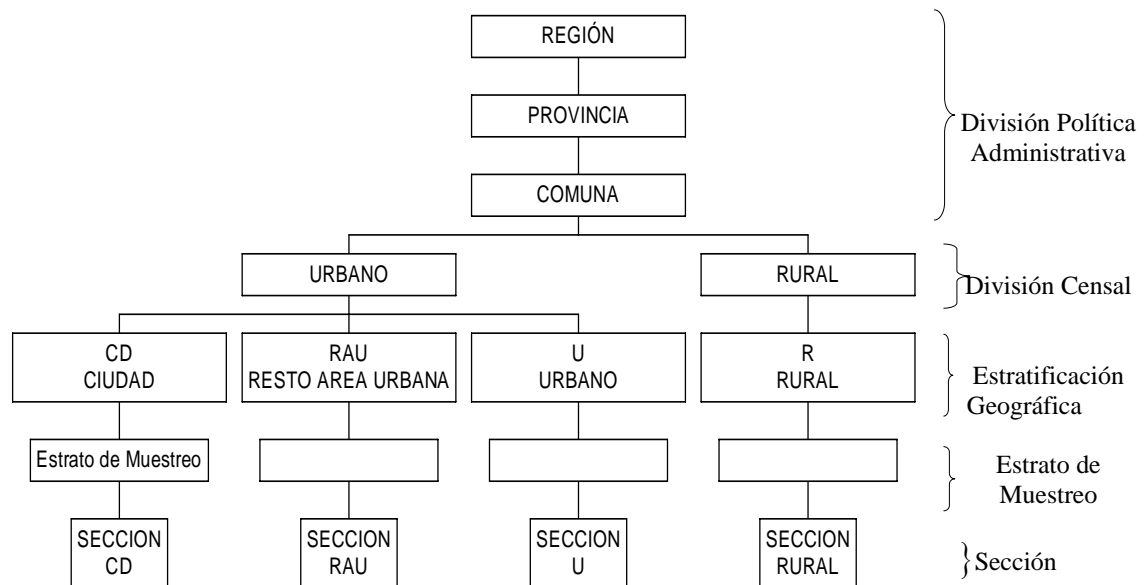 REGIÓN
PROVINCIA
COMUNA
División Política
Administrativa
URBANO
RURAL
División Censal
CD
CIUDAD
RAU
RESTO AREA URBANA
U
URBANO
R
RURAL
Estratificación
Geográfica
Estrato de Muestreo
Estrato de
Muestreo
SECCION
CD
SECCION
RAU
SECCION
U
SECCION
RURAL
Sección